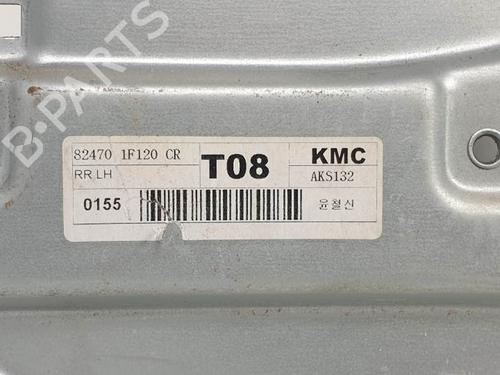 B-PARTS
82470 1F120 CR
T08
KMC
RR LH
AKS132
0155
윤철신